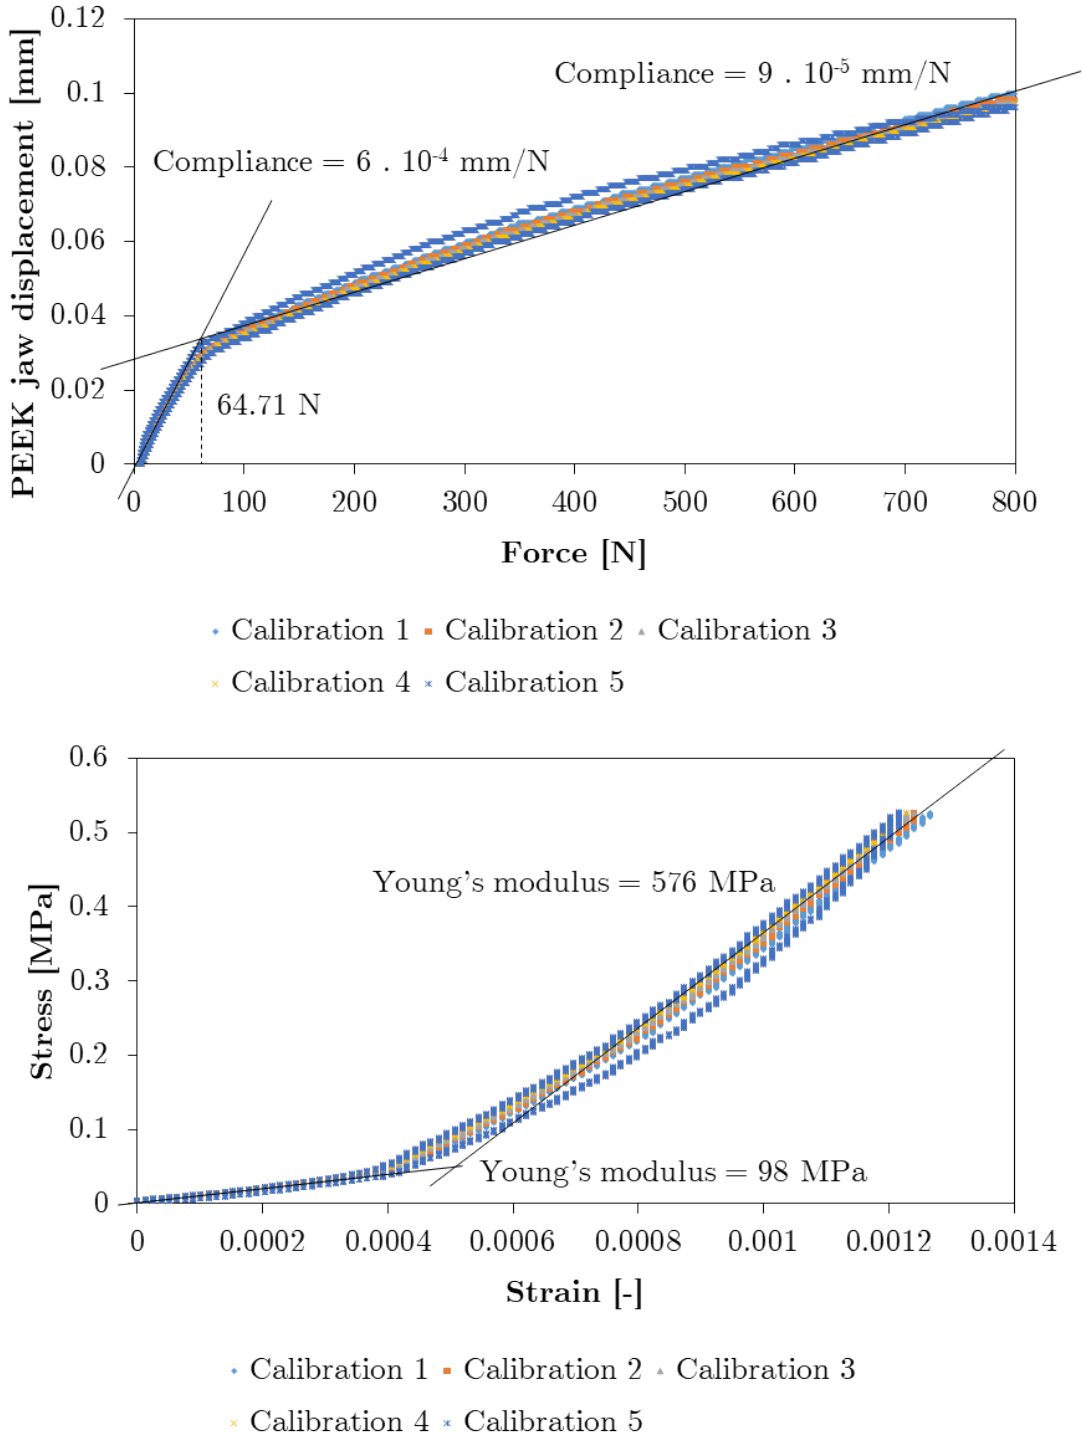 0.12
Compliance = 9 . 10-5 mm/N
0.1
Compliance = 6 . 10-4 mm/N
0.08
0.06
0.04
64.71 N
0.02
0
PEEK jaw displacement [mm]
0 100 200 300 400 500 600 700 800
Force [N]
Calibration 1 Calibration 2 Calibration 3
Calibration 4 Calibration 5
0.6
0.5
Young's modulus = 576 MPa
0.4
0.3
0.2
0.1
Young's modulus = 98 MPa
0
Stress [MPa]
0 0.0002 0.0004 0.0006 0.0008 0.001 0.0012 0.0014
Strain [-]
Calibration 1 Calibration 2 Calibration 3
Calibration 4 Calibration 5